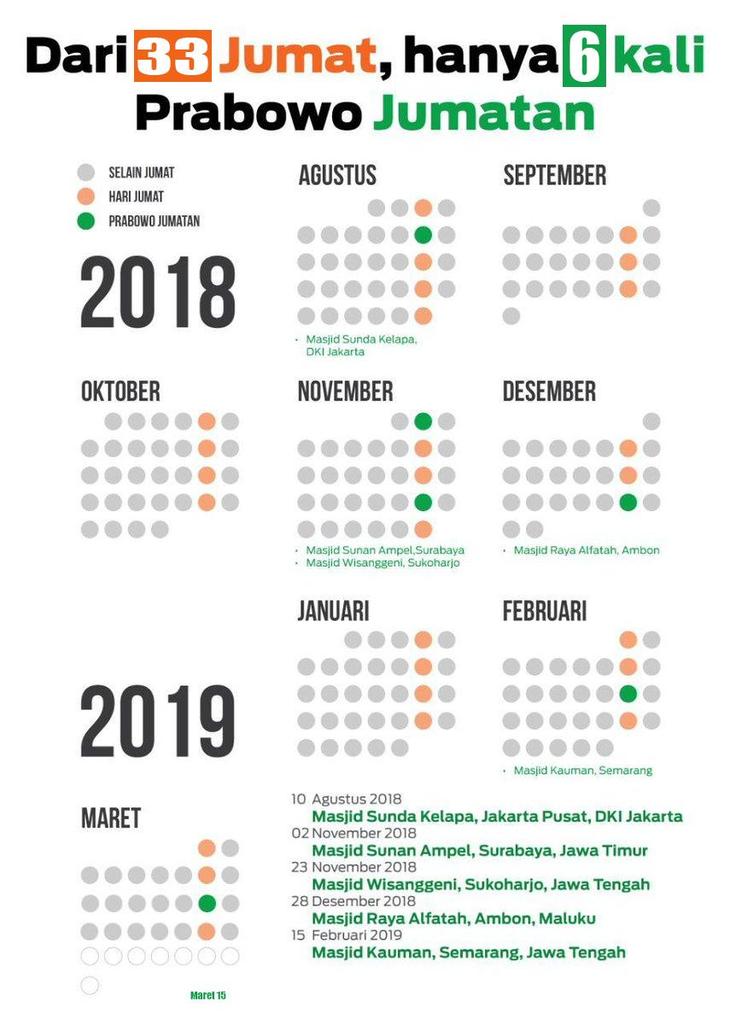 Dari 33 Jumat, hanya 6 kali
Prabowo Jumatan
SELAIN JUMAT
HARI JUMAT
PRABOWO JUMATAN
2018
AGUSTUS
• Masjid Sunda Kelapa,
DKI Jakarta
SEPTEMBER
OKTOBER
NOVEMBER
• Masjid Sunan Ampel,Surabaya
• Masjid Wisanggeni, Sukoharjo
DESEMBER
• Masjid Raya Alfatah, Ambon
2019
JANUARI
FEBRUARI
• Masjid Kauman, Semarang
MARET
Maret 15
10 Agustus 2018
Masjid Sunda Kelapa, Jakarta Pusat, DKI Jakarta
02 November 2018
Masjid Sunan Ampel, Surabaya, Jawa Timur
23 November 2018
Masjid Wisanggeni, Sukoharjo, Jawa Tengah
28 Desember 2018
Masjid Raya Alfatah, Ambon, Maluku
15 Februari 2019
Masjid Kauman, Semarang, Jawa Tengah